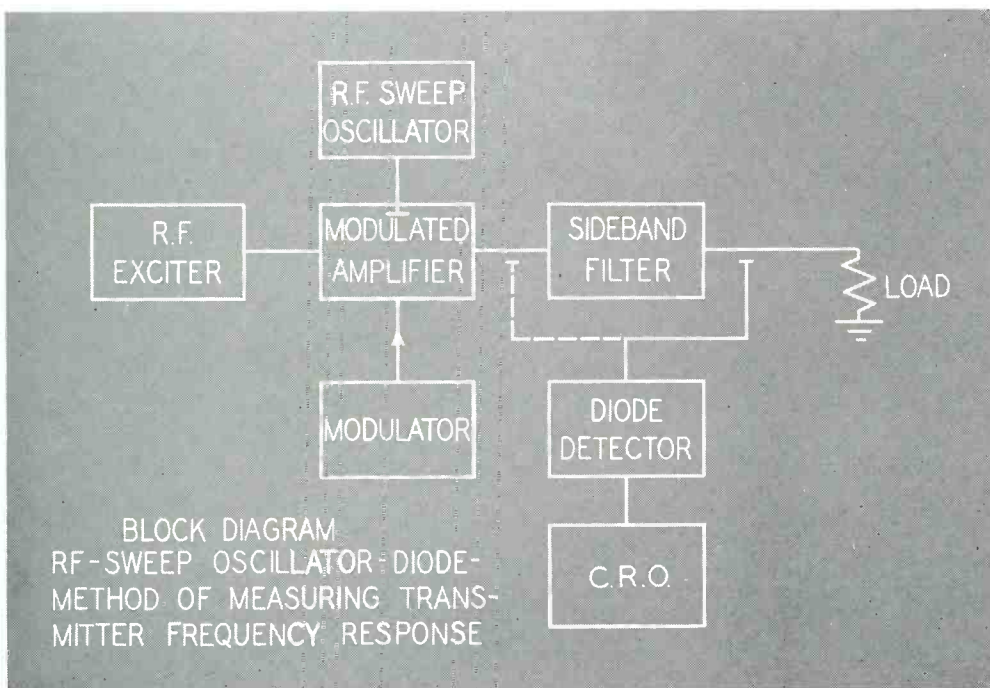 R.F. SWEEP
OSCILLATOR
R.F.
EXCITER
MODULATED
AMPLIFIER
SIDEBAND
FILTER
LOAD
MODULATOR
DIODE
DETECTOR
C.R.O.
BLOCK DIAGRAM
RF-SWEEP OSCILLATOR-DIODE-
METHOD OF MEASURING TRANS-
MITTER FREQUENCY RESPONSE